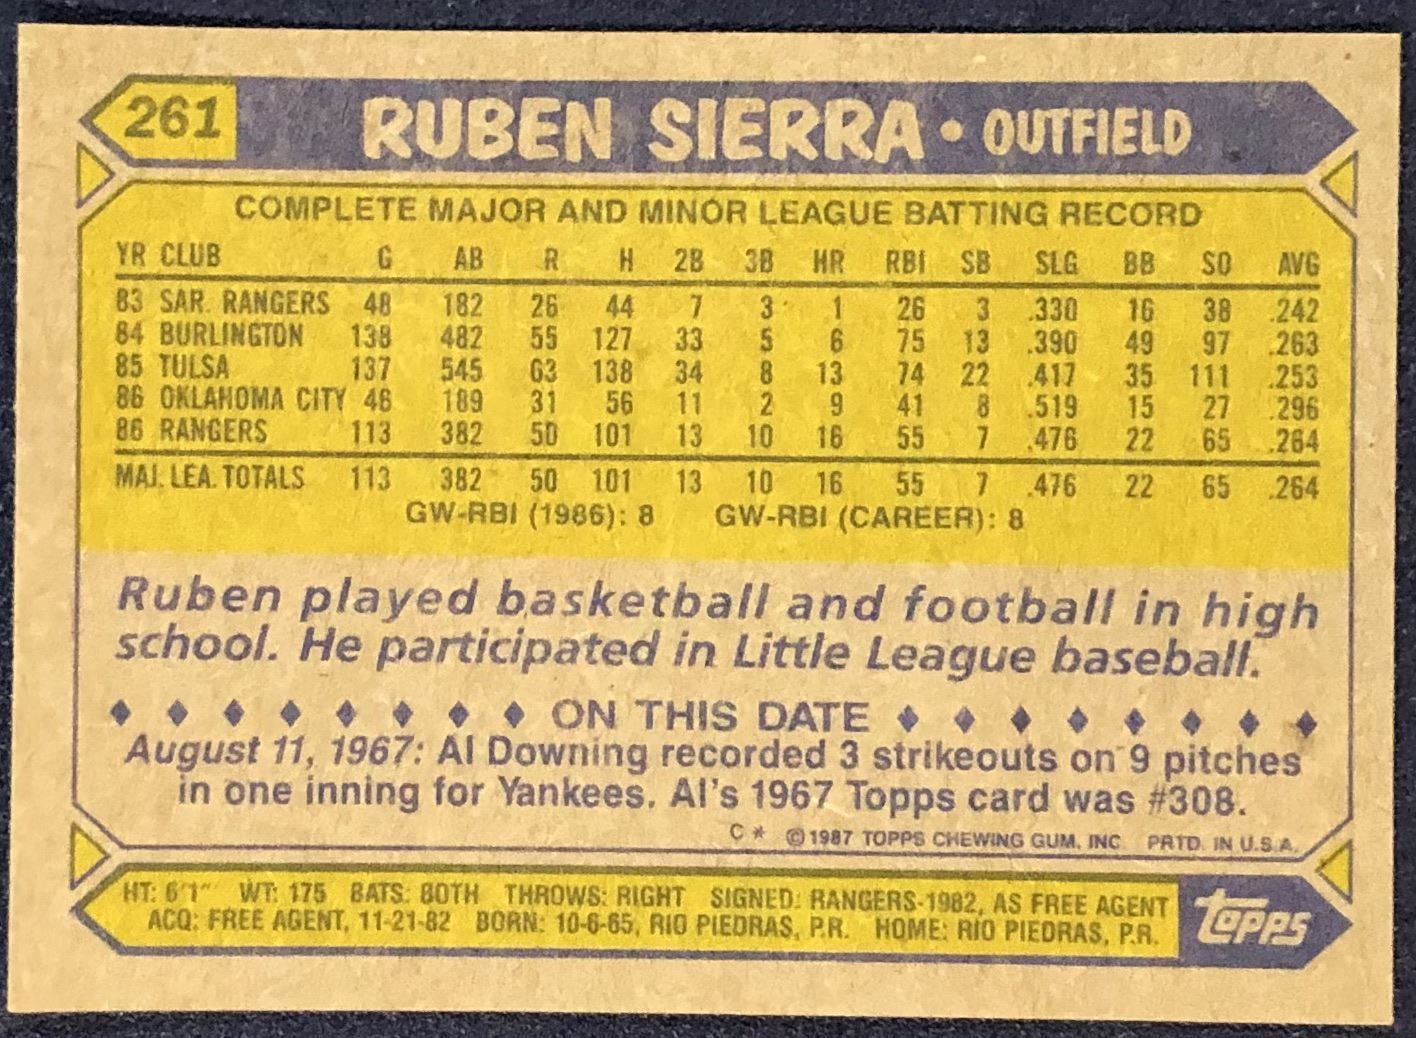 261 RUBEN SIERRA • OUTFIELD
COMPLETE MAJOR AND MINOR LEAGUE BATTING RECORD
YR CLUB G AB R H 2B 3B HR RBI SB SLG BB SO AVG
83 SAR. RANGERS 48 182 26 44 7 3 1 26 3 .330 16 38 .242
84 BURLINGTON 138 482 55 127 33 5 6 75 13 .390 49 97 .263
85 TULSA 137 545 63 138 34 8 13 74 22 .417 35 111 .253
86 OKLAHOMA CITY 46 189 31 56 11 2 9 41 8 .519 15 27 .296
86 RANGERS 113 382 50 101 13 10 16 55 7 .476 22 65 .264
MAJ. LEA. TOTALS 113 382 50 101 13 10 16 55 7 .476 22 65 .264
GW-RBI (1986): 8 GW-RBI (CAREER): 8
Ruben played basketball and football in high
school. He participated in Little League baseball.
ON THIS DATE
August 11, 1967: Al Downing recorded 3 strikeouts on 9 pitches
in one inning for Yankees. Al's 1967 Topps card was #308.
C * ©1987 TOPPS CHEWING GUM, INC. PRTD. IN U.S.A.
HT: 6'1" WT: 175 BATS: BOTH THROWS: RIGHT SIGNED: RANGERS-1982, AS FREE AGENT
ACQ: FREE AGENT, 11-21-82 BORN: 10-6-65, RIO PIEDRAS, P.R. HOME: RIO PIEDRAS, P.R.
topps